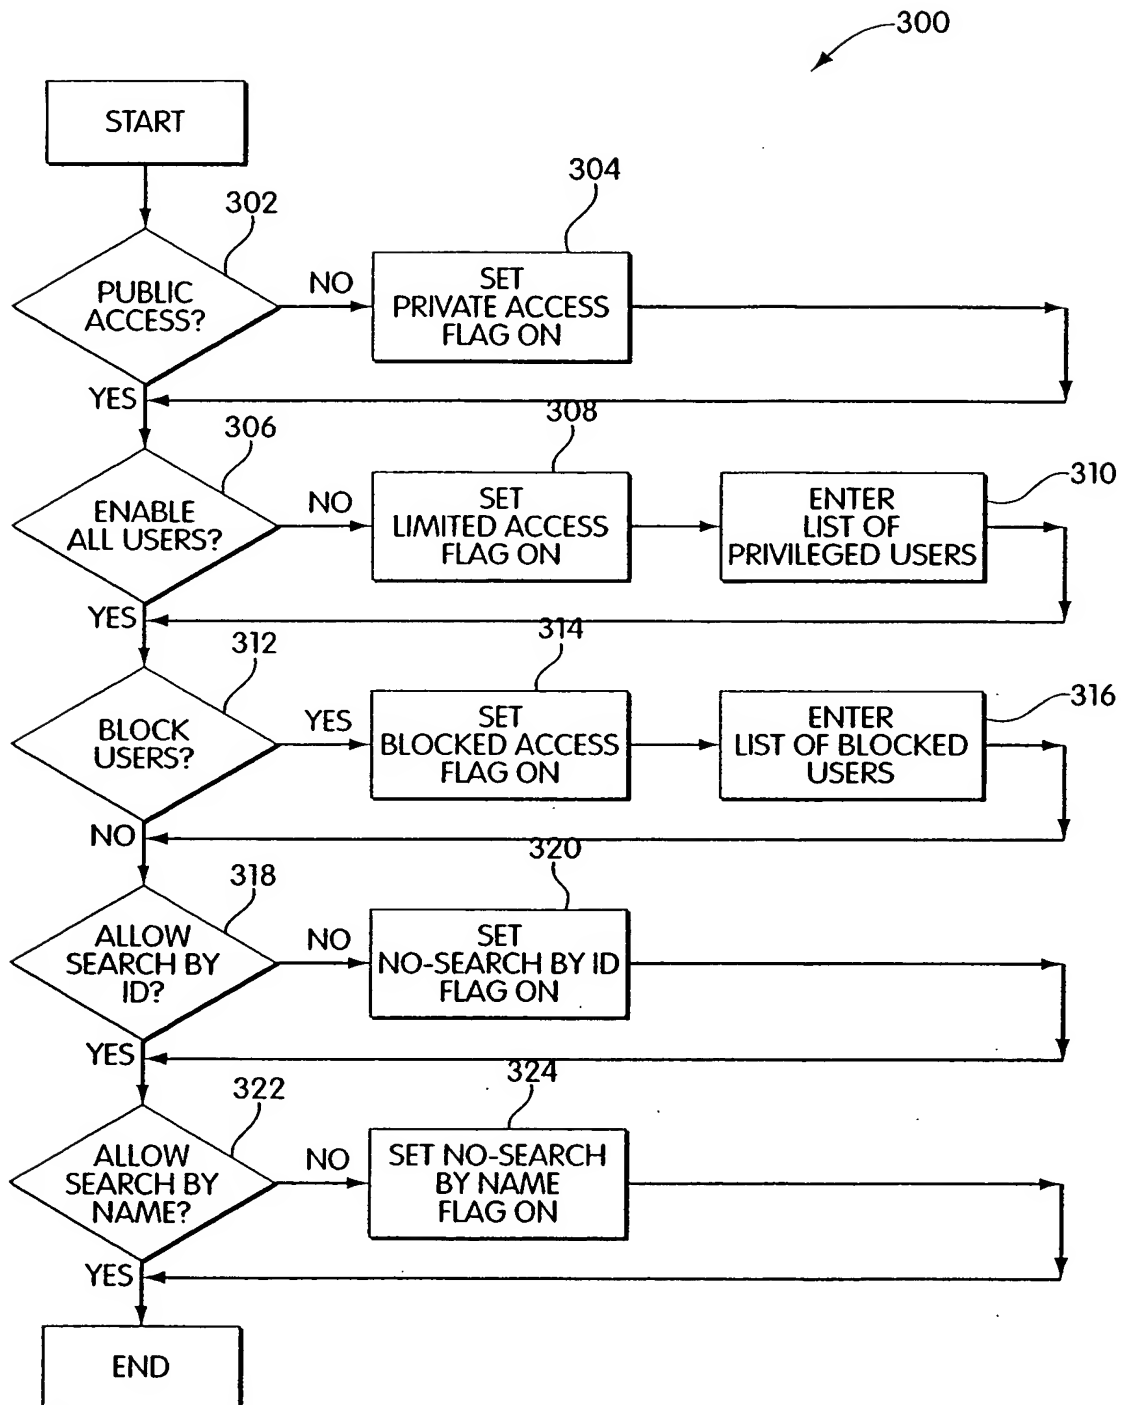 300
START
302
304
PUBLIC
ACCESS?
NO
SET
PRIVATE ACCESS
FLAG ON
YES
306
308
310
ENABLE
ALL USERS?
NO
SET
LIMITED ACCESS
FLAG ON
ENTER
LIST OF
PRIVILEGED USERS
YES
312
314
316
BLOCK
USERS?
YES
SET
BLOCKED ACCESS
FLAG ON
ENTER
LIST OF BLOCKED
USERS
NO
318
320
ALLOW
SEARCH BY
ID?
NO
SET
NO-SEARCH BY ID
FLAG ON
YES
322
324
ALLOW
SEARCH BY
NAME?
NO
SET NO-SEARCH
BY NAME
FLAG ON
YES
END